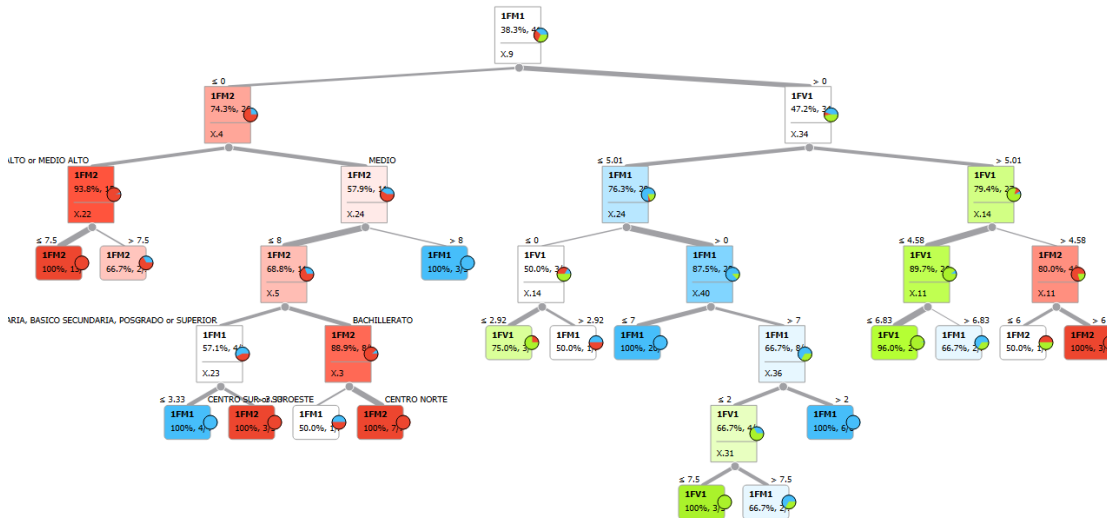 1FM1
38.3%, 4
X.9
≤ 0
> 0
1FM2
74.3%, 2
X.4
1FV1
47.2%, 3
X.34
ALTO or MEDIO ALTO
MEDIO
≤ 5.01
> 5.01
1FM2
93.8%, 1
X.22
1FM2
57.9%, 1
X.24
1FM1
76.3%, 2
X.24
1FV1
79.4%, 2
X.14
≤ 7.5
> 7.5
≤ 8
> 8
≤ 0
> 0
≤ 4.58
> 4.58
1FM2
100%, 1
1FM2
66.7%, 2/
1FM2
68.8%, 1
X.5
1FM1
100%, 3/
1FV1
50.0%, 3
X.14
1FM1
87.5%, 2
X.40
1FV1
89.7%, 2
X.11
1FM2
80.0%, 4
X.11
ARIA, BASICO SECUNDARIA, POSGRADO or SUPERIOR
BACHILLERATO
≤ 2.92
> 2.92
≤ 7
> 7
≤ 6.83
> 6.83
≤ 6
> 6
1FM1
57.1%, 4/
X.23
1FM2
88.9%, 8
X.3
1FV1
75.0%, 3/
1FM1
50.0%, 1/
1FM1
100%, 20
1FM1
66.7%, 8/
X.36
1FV1
96.0%, 2
1FM1
66.7%, 2/
1FM2
50.0%, 1/
1FM2
100%, 3/
≤ 3.33
> 3.33
CENTRO SUR or SUROESTE
CENTRO NORTE
≤ 2
> 2
1FM1
100%, 4/
1FM2
100%, 3/
1FM1
50.0%, 1/
1FM2
100%, 7/
1FV1
66.7%, 4/
X.31
1FM1
100%, 6/
≤ 7.5
> 7.5
1FV1
100%, 3/3
1FM1
66.7%, 2/